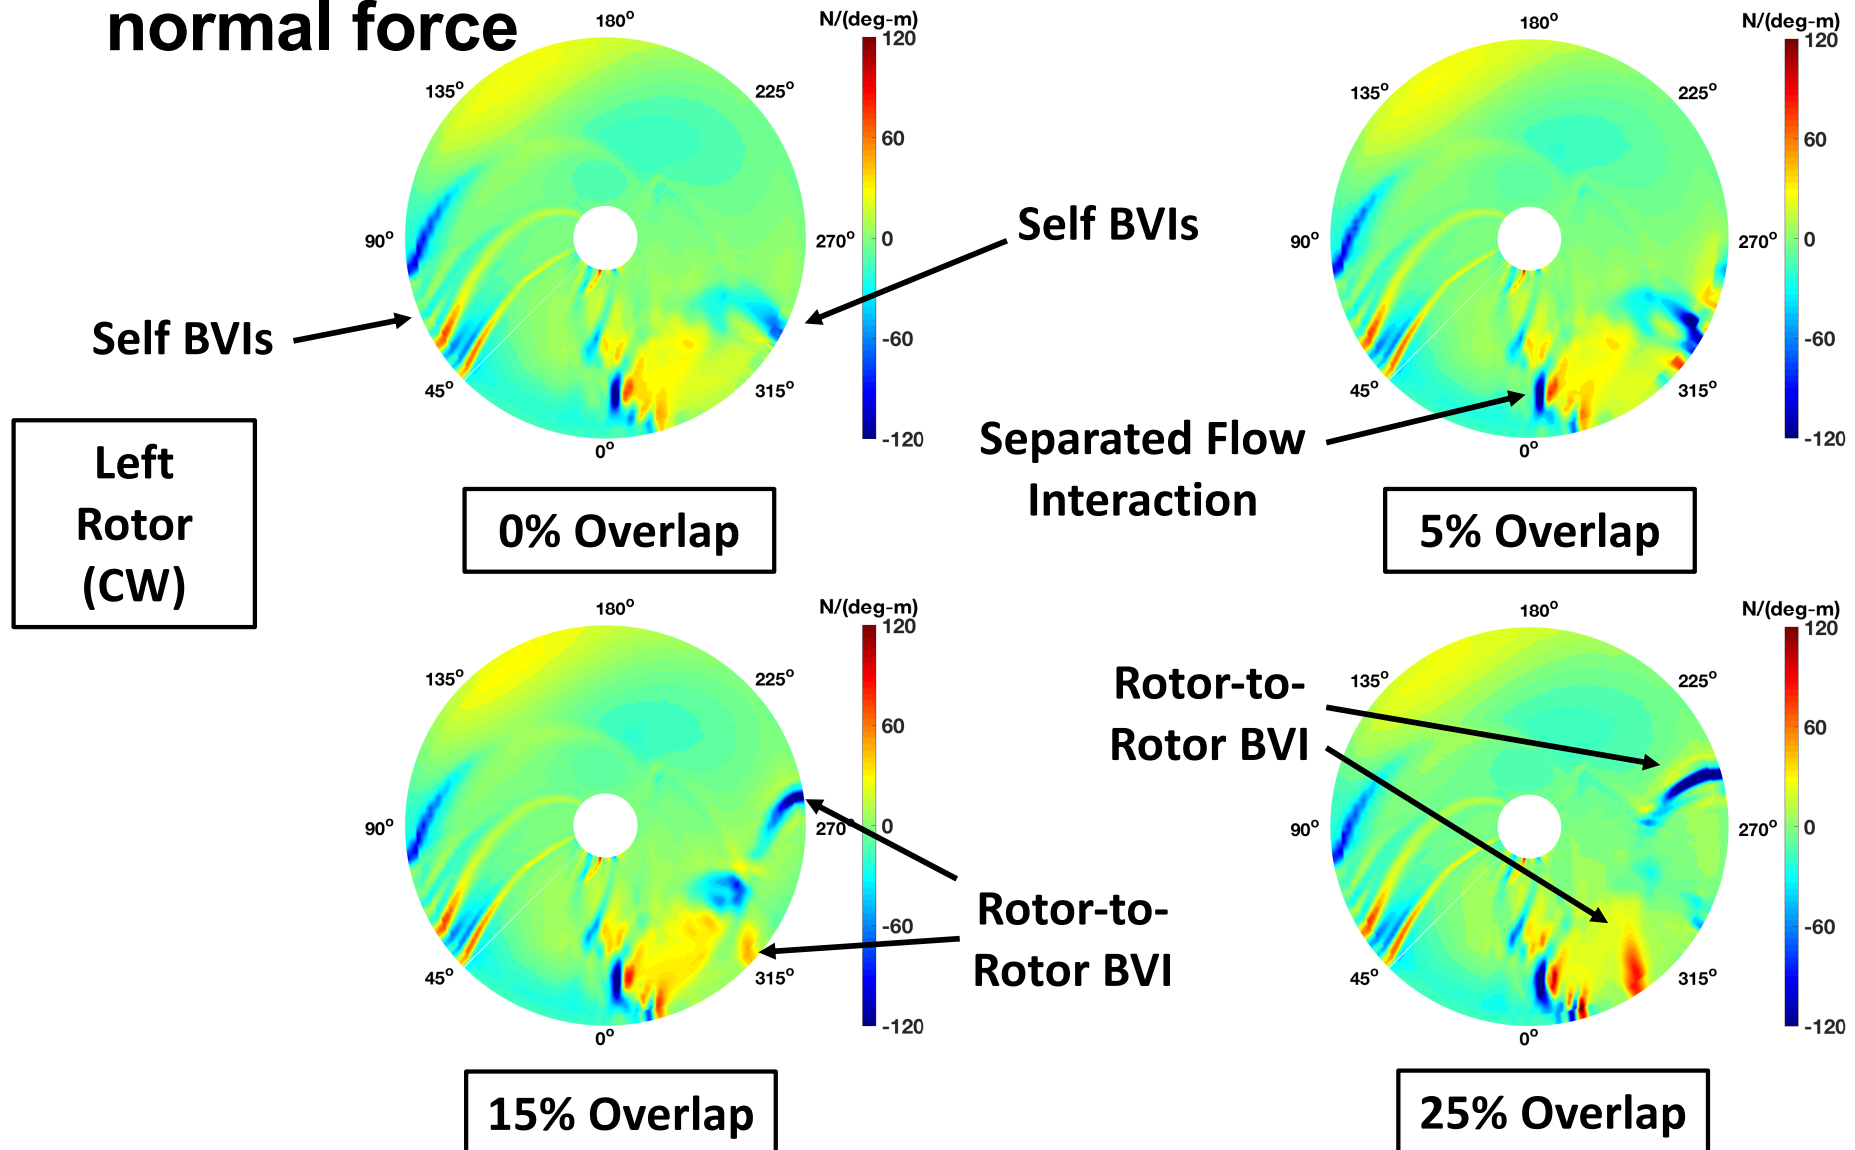 normal force
180°
N/(deg-m)
120
135°
225°
60
90°
270°
0
-60
45°
315°
-120
0°
0% Overlap
180°
N/(deg-m)
120
135°
225°
60
90°
270°
0
-60
45°
315°
-120
0°
5% Overlap
Self BVIs
Self BVIs
Separated Flow
Interaction
Left
Rotor
(CW)
180°
N/(deg-m)
120
135°
225°
60
90°
270°
0
-60
45°
315°
-120
0°
15% Overlap
Rotor-to-
Rotor BVI
Rotor-to-
Rotor BVI
180°
N/(deg-m)
120
135°
225°
60
90°
270°
0
-60
45°
315°
-120
0°
25% Overlap